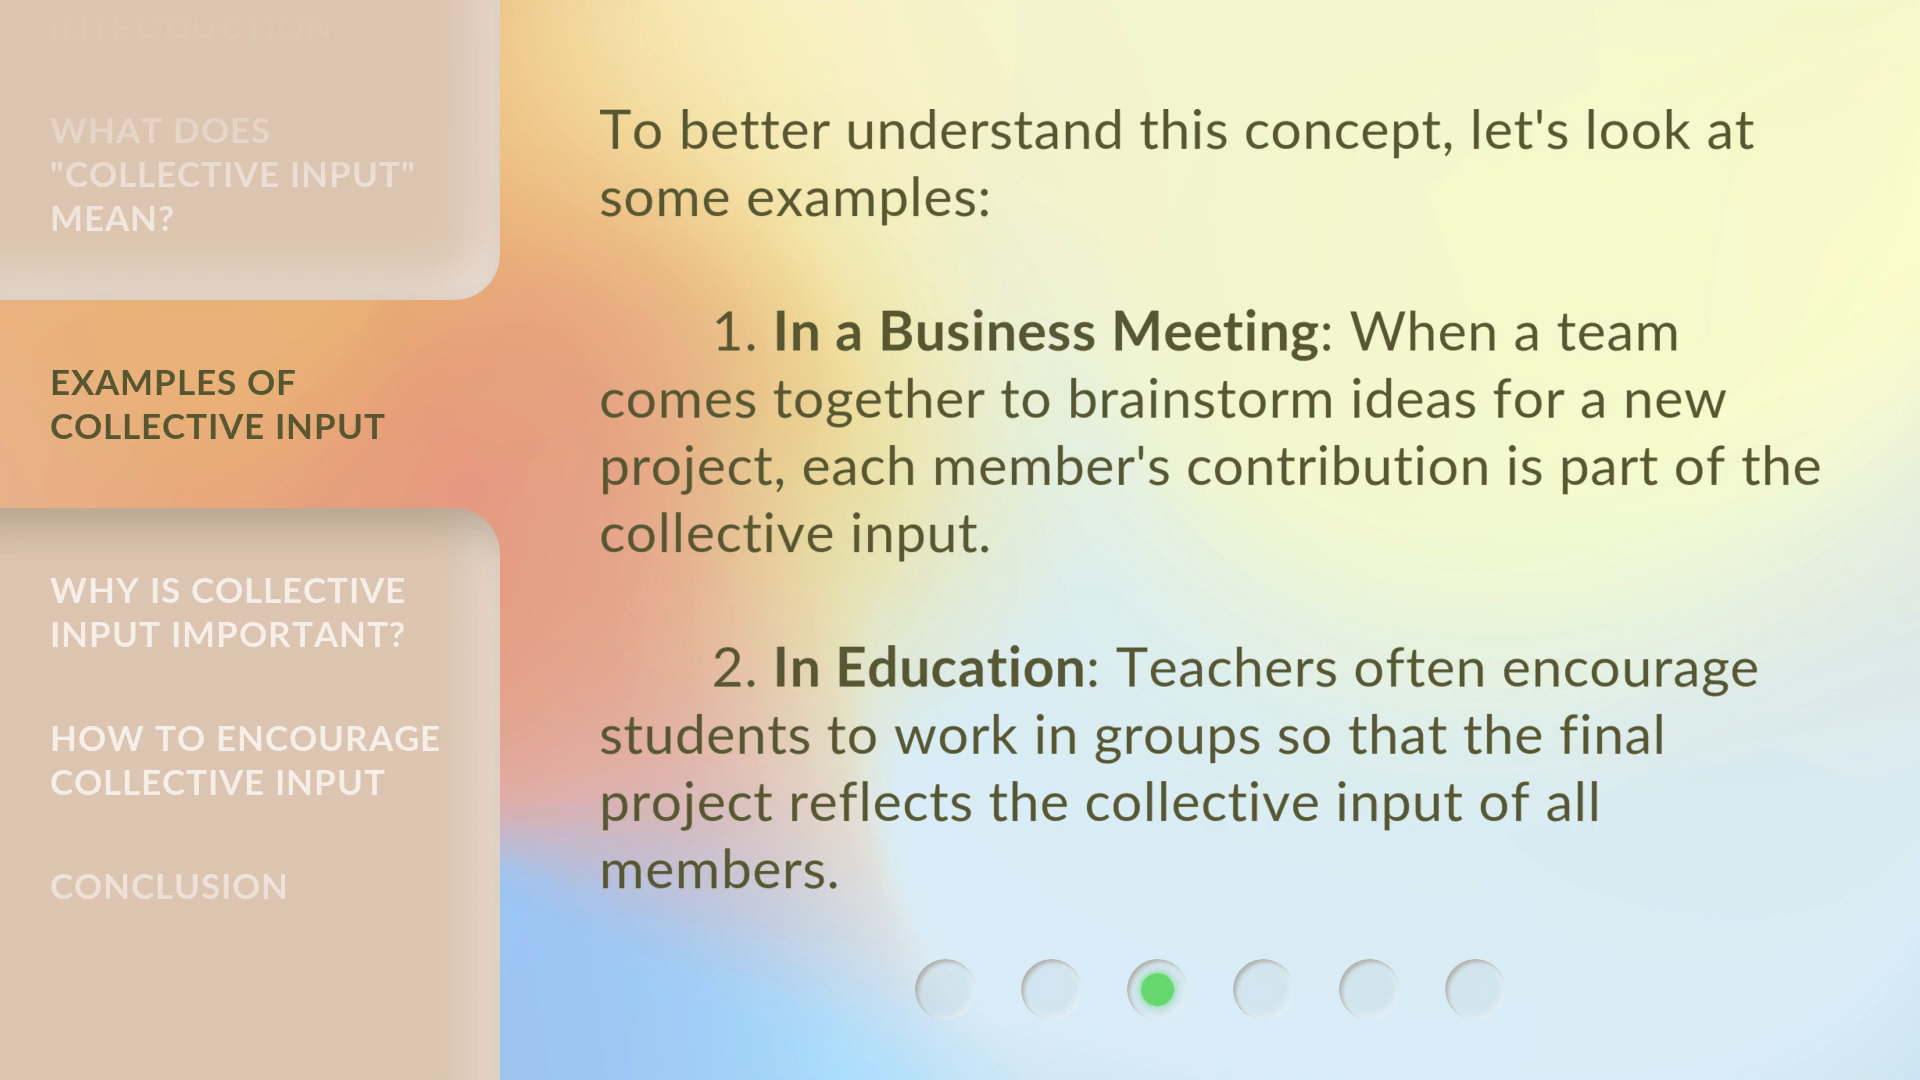 INTRODUCTION
WHAT DOES
"COLLECTIVE INPUT"
MEAN?
EXAMPLES OF
COLLECTIVE INPUT
WHY IS COLLECTIVE
INPUT IMPORTANT?
HOW TO ENCOURAGE
COLLECTIVE INPUT
CONCLUSION
To better understand this concept, let's look at
some examples:
1. In a Business Meeting: When a team
comes together to brainstorm ideas for a new
project, each member's contribution is part of the
collective input.
2. In Education: Teachers often encourage
students to work in groups so that the final
project reflects the collective input of all
members.